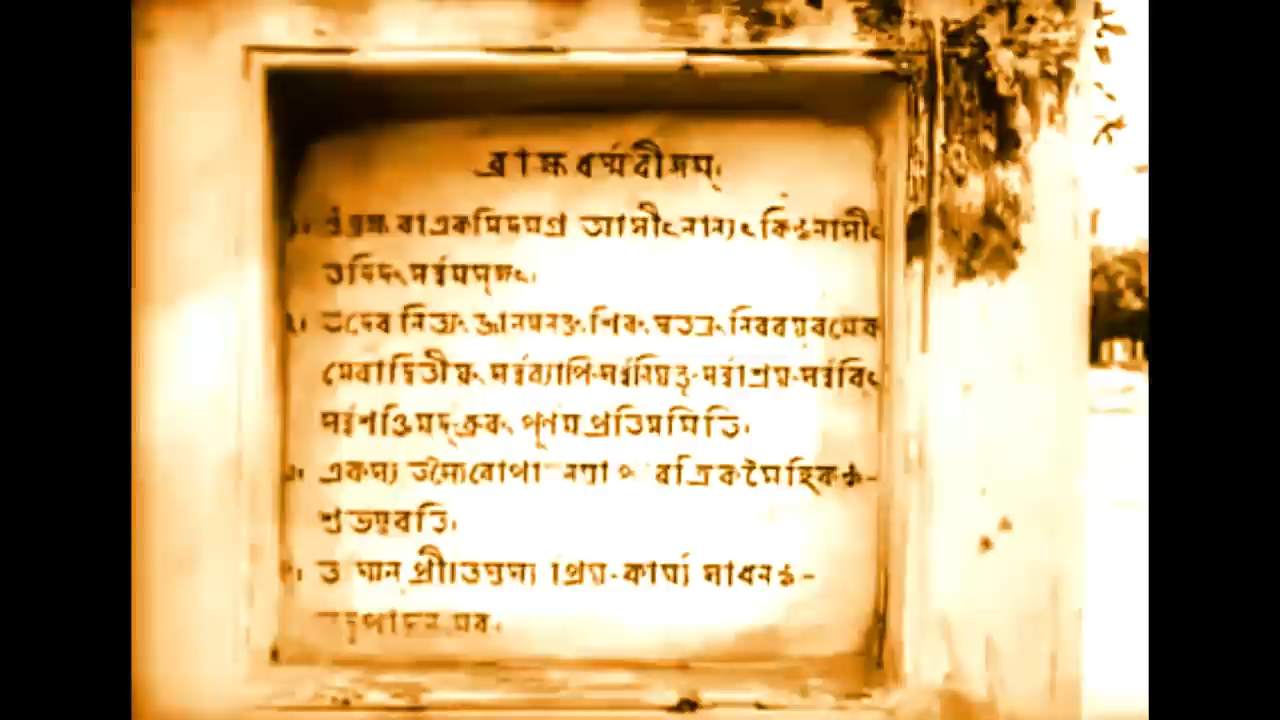 ব্রাহ্মধর্ম্মবীজম্।
১। ওঁ ব্রহ্ম বা একমিদমগ্র আসীৎ নান্যৎ কিঞ্চনাসীৎ
তদিদং সর্ব্বমসৃজৎ।
২। তদেব নিত্যং জ্ঞানমনন্তং শিবং স্বতন্ত্রং নিরবয়বমেক
মেবাদ্বিতীয়ং সর্ব্বব্যাপি-সর্ব্বনিয়ন্তৃ-সর্ব্বাশ্রয়-সর্ব্ববিৎ
সর্ব্বশক্তিমদ্ ধ্রুবং পূর্ণমপ্রতিমমিতি।
৩। একস্য তস্যৈবোপা নয়া পা রত্রিকমৈহিকঞ্চ-
শুভম্ভবতি।
৪। ত স্মিন প্রীতিস্তস্য প্রিয়-কার্য্য সাধনঞ্চ-
তদুপাসনমেব।